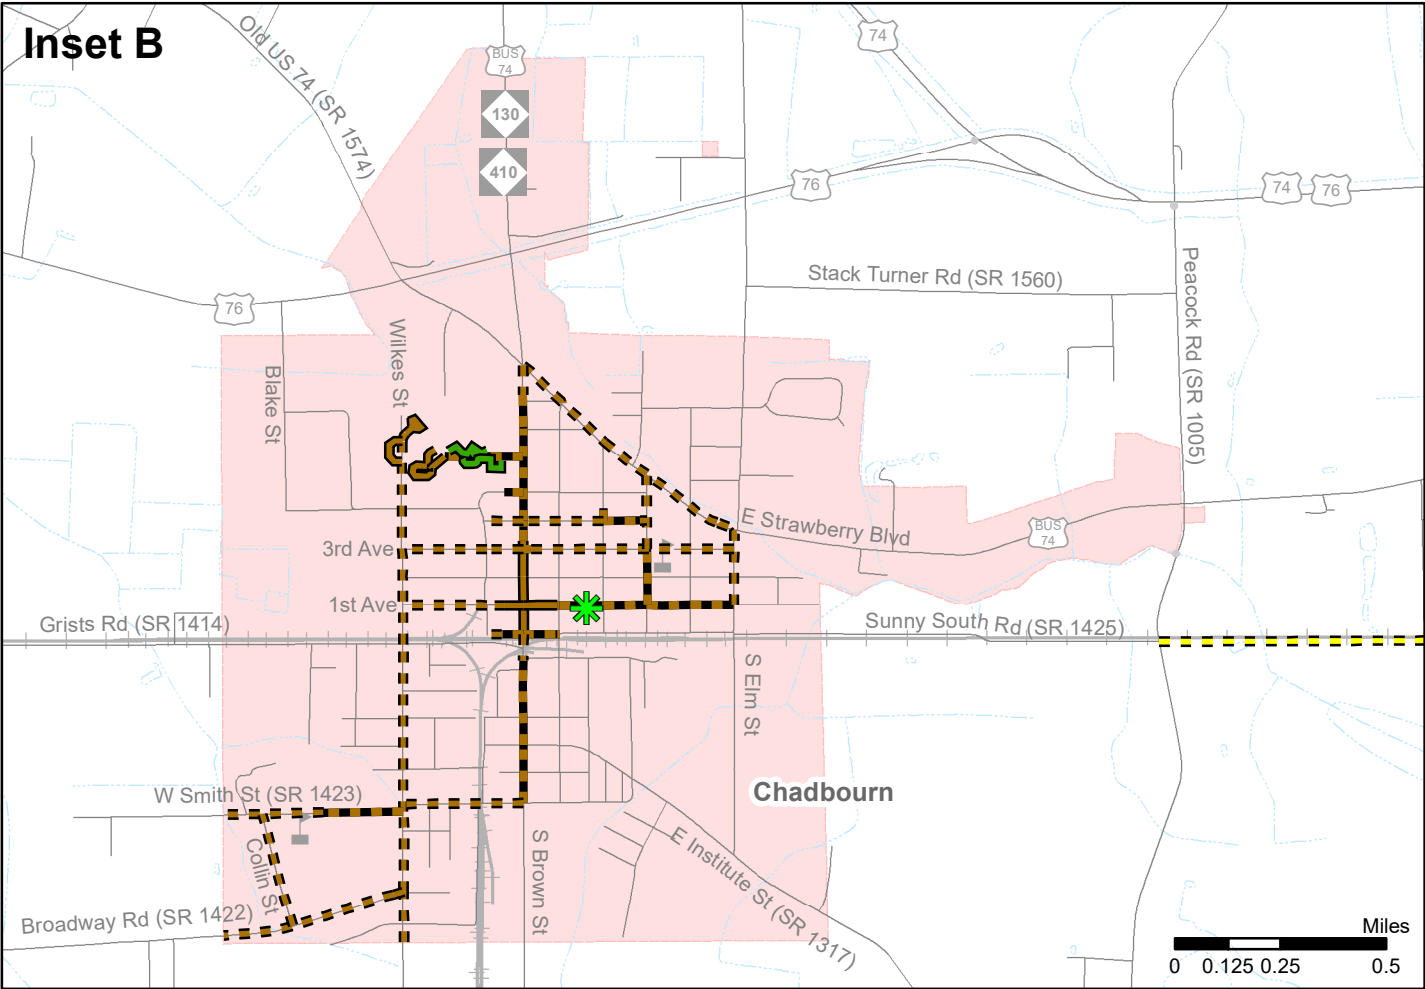 Inset B
Old US 74 (SR 1574)
BUS
74
130
410
74
76
74
76
76
Stack Turner Rd (SR 1560)
Peacock Rd (SR 1005)
Wilkes St
Blake St
E Strawberry Blvd
BUS
74
3rd Ave
1st Ave
Grists Rd (SR 1414)
Sunny South Rd (SR 1425)
S Elm St
Chadbourn
W Smith St (SR 1423)
Collin St
S Brown St
E Institute St (SR 1317)
Broadway Rd (SR 1422)
Miles
0 0.125 0.25 0.5